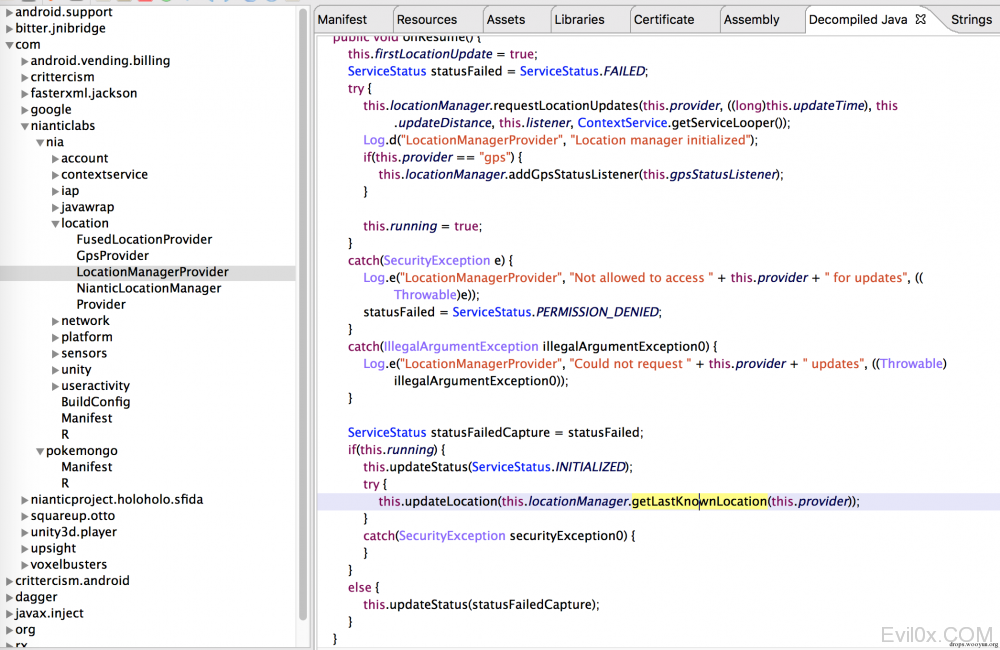 Manifest
Resources
Assets
Libraries
Certificate
Assembly
Decompiled Java
Strings
android.support
bitter.jnibridge
com
android.vending.billing
crittercism
fasterxml.jackson
google
nianticlabs
nia
account
contextservice
iap
javawrap
location
FusedLocationProvider
GpsProvider
LocationManagerProvider
NianticLocationManager
Provider
network
platform
sensors
unity
useractivity
BuildConfig
Manifest
R
pokemongo
Manifest
R
nianticproject.holoholo.sfida
squareup.otto
unity3d.player
upsight
voxelbusters
crittercism.android
dagger
javax.inject
org
rx
public void onResume() {
this.firstLocationUpdate = true;
ServiceStatus statusFailed = ServiceStatus.FAILED;
try {
this.locationManager.requestLocationUpdates(this.provider, ((long)this.updateTime), this
.updateDistance, this.listener, ContextService.getServiceLooper());
Log.d("LocationManagerProvider", "Location manager initialized");
if(this.provider == "gps") {
this.locationManager.addGpsStatusListener(this.gpsStatusListener);
}
this.running = true;
}
catch(SecurityException e) {
Log.e("LocationManagerProvider", "Not allowed to access " + this.provider + " for updates", ((
Throwable)e));
statusFailed = ServiceStatus.PERMISSION_DENIED;
}
catch(IllegalArgumentException illegalArgumentException0) {
Log.e("LocationManagerProvider", "Could not request " + this.provider + " updates", ((Throwable)
illegalArgumentException0));
}
ServiceStatus statusFailedCapture = statusFailed;
if(this.running) {
this.updateStatus(ServiceStatus.INITIALIZED);
try {
this.updateLocation(this.locationManager.getLastKnownLocation(this.provider));
}
catch(SecurityException securityException0) {
}
}
else {
this.updateStatus(statusFailedCapture);
}
}
Evil0x.COM
drops.wooyun.org